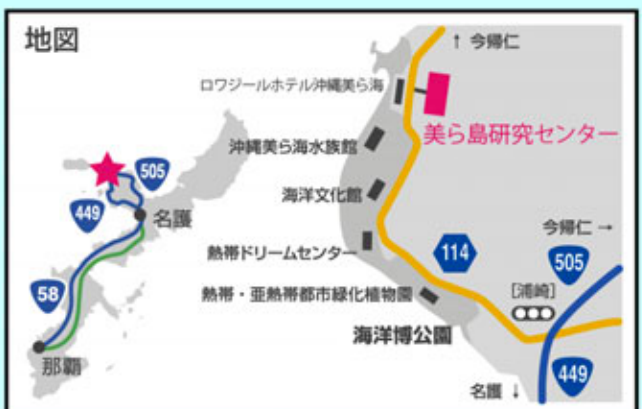 地図
↑ 今帰仁
ロワジールホテル沖縄美ら海
美ら島研究センター
沖縄美ら海水族館
505
海洋文化館
449
名護
今帰仁 →
114
505
熱帯ドリームセンター
58
[浦崎]
熱帯・亜熱帯都市緑化植物園
海洋博公園
449
那覇
名護 ↓